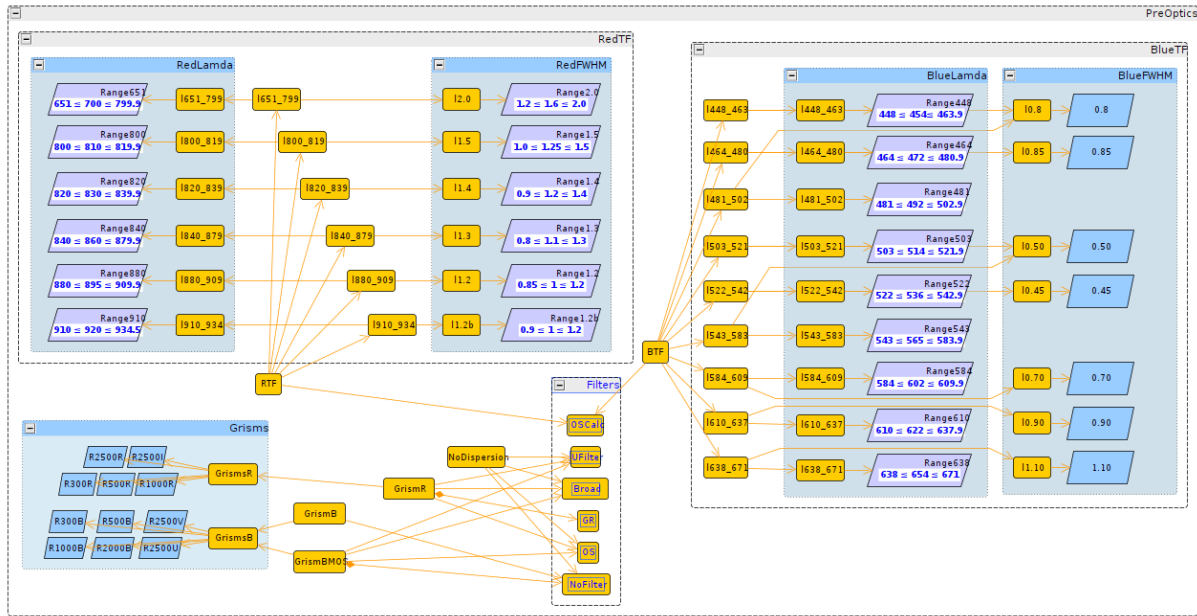 PreOptics
RedTF
RedLamda
RedFWHM
Range651
651 ≤ 700 ≤ 799.9
l651_799
l651_799
l2.0
Range2.0
1.2 ≤ 1.6 ≤ 2.0
Range800
800 ≤ 810 ≤ 819.9
l800_819
l800_819
l1.5
Range1.5
1.0 ≤ 1.25 ≤ 1.5
Range820
820 ≤ 830 ≤ 839.9
l820_839
l820_839
l1.4
Range1.4
0.9 ≤ 1.2 ≤ 1.4
Range840
840 ≤ 860 ≤ 879.9
l840_879
l840_879
l1.3
Range1.3
0.8 ≤ 1.1 ≤ 1.3
Range880
880 ≤ 895 ≤ 909.9
l880_909
l880_909
l1.2
Range1.2
0.85 ≤ 1 ≤ 1.2
Range910
910 ≤ 920 ≤ 934.5
l910_934
l910_934
l1.2b
Range1.2b
0.9 ≤ 1 ≤ 1.2
RTF
BlueTF
BlueLamda
BlueFWHM
l448_463
l448_463
Range448
448 ≤ 454≤ 463.9
l0.8
0.8
l464_480
l464_480
Range464
464 ≤ 472 ≤ 480.9
l0.85
0.85
l481_502
l481_502
Range481
481 ≤ 492 ≤ 502.9
l503_521
l503_521
Range503
503 ≤ 514 ≤ 521.9
l0.50
0.50
l522_542
l522_542
Range522
522 ≤ 536 ≤ 542.9
l0.45
0.45
l543_583
l543_583
Range543
543 ≤ 565 ≤ 583.9
BTF
l584_609
l584_609
Range584
584 ≤ 602 ≤ 609.9
l0.70
0.70
l610_637
l610_637
Range610
610 ≤ 622 ≤ 637.9
l0.90
0.90
l638_671
l638_671
Range638
638 ≤ 654 ≤ 671
l1.10
1.10
Filters
OSCalc
UFilter
Broad
GR
OS
NoFilter
NoDispersion
GrismR
GrismB
GrismBMOS
Grisms
R2500R
R2500I
R300R
R500R
R1000R
GrismsR
R300B
R500B
R2500V
R1000B
R2000B
R2500U
GrismsB